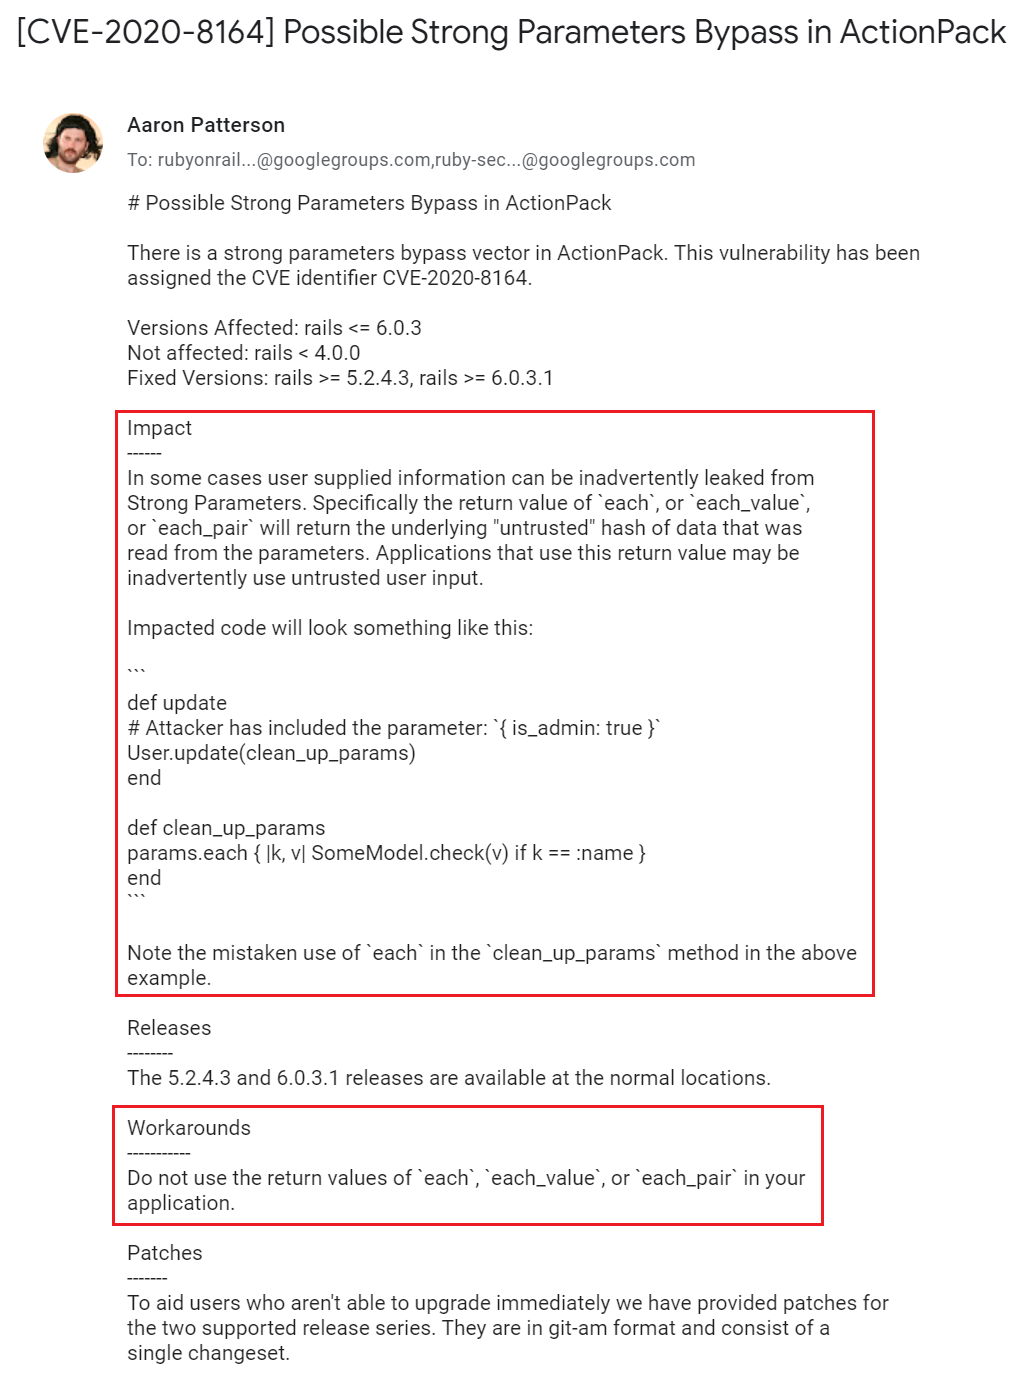 [CVE-2020-8164] Possible Strong Parameters Bypass in ActionPack
Aaron Patterson
To: rubyonrail...@googlegroups.com,ruby-sec...@googlegroups.com
# Possible Strong Parameters Bypass in ActionPack
There is a strong parameters bypass vector in ActionPack. This vulnerability has been
assigned the CVE identifier CVE-2020-8164.
Versions Affected: rails <= 6.0.3
Not affected: rails < 4.0.0
Fixed Versions: rails >= 5.2.4.3, rails >= 6.0.3.1
Impact
------
In some cases user supplied information can be inadvertently leaked from
Strong Parameters. Specifically the return value of `each`, or `each_value`,
or `each_pair` will return the underlying "untrusted" hash of data that was
read from the parameters. Applications that use this return value may be
inadvertently use untrusted user input.
Impacted code will look something like this:
```
def update
# Attacker has included the parameter: `{ is_admin: true }`
User.update(clean_up_params)
end
def clean_up_params
params.each { |k, v| SomeModel.check(v) if k == :name }
end
```
Note the mistaken use of `each` in the `clean_up_params` method in the above
example.
Releases
--------
The 5.2.4.3 and 6.0.3.1 releases are available at the normal locations.
Workarounds
-----------
Do not use the return values of `each`, `each_value`, or `each_pair` in your
application.
Patches
-------
To aid users who aren't able to upgrade immediately we have provided patches for
the two supported release series. They are in git-am format and consist of a
single changeset.